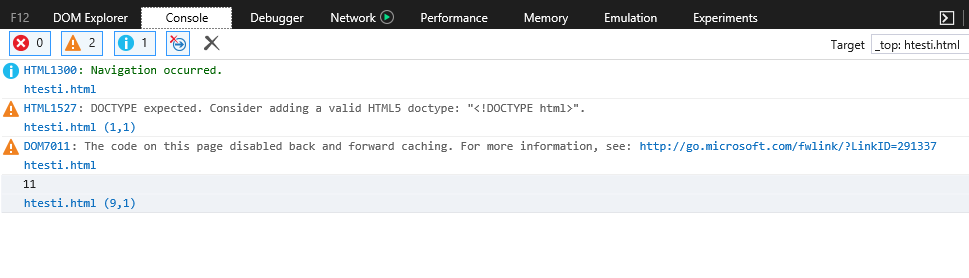 F12 DOM Explorer Console Debugger Network Performance Memory Emulation Experiments
0 2 1 Target _top: htesti.html
HTML1300: Navigation occurred.
htesti.html
HTML1527: DOCTYPE expected. Consider adding a valid HTML5 doctype: "<!DOCTYPE html>".
htesti.html (1,1)
DOM7011: The code on this page disabled back and forward caching. For more information, see: http://go.microsoft.com/fwlink/?LinkID=291337
htesti.html
11
htesti.html (9,1)